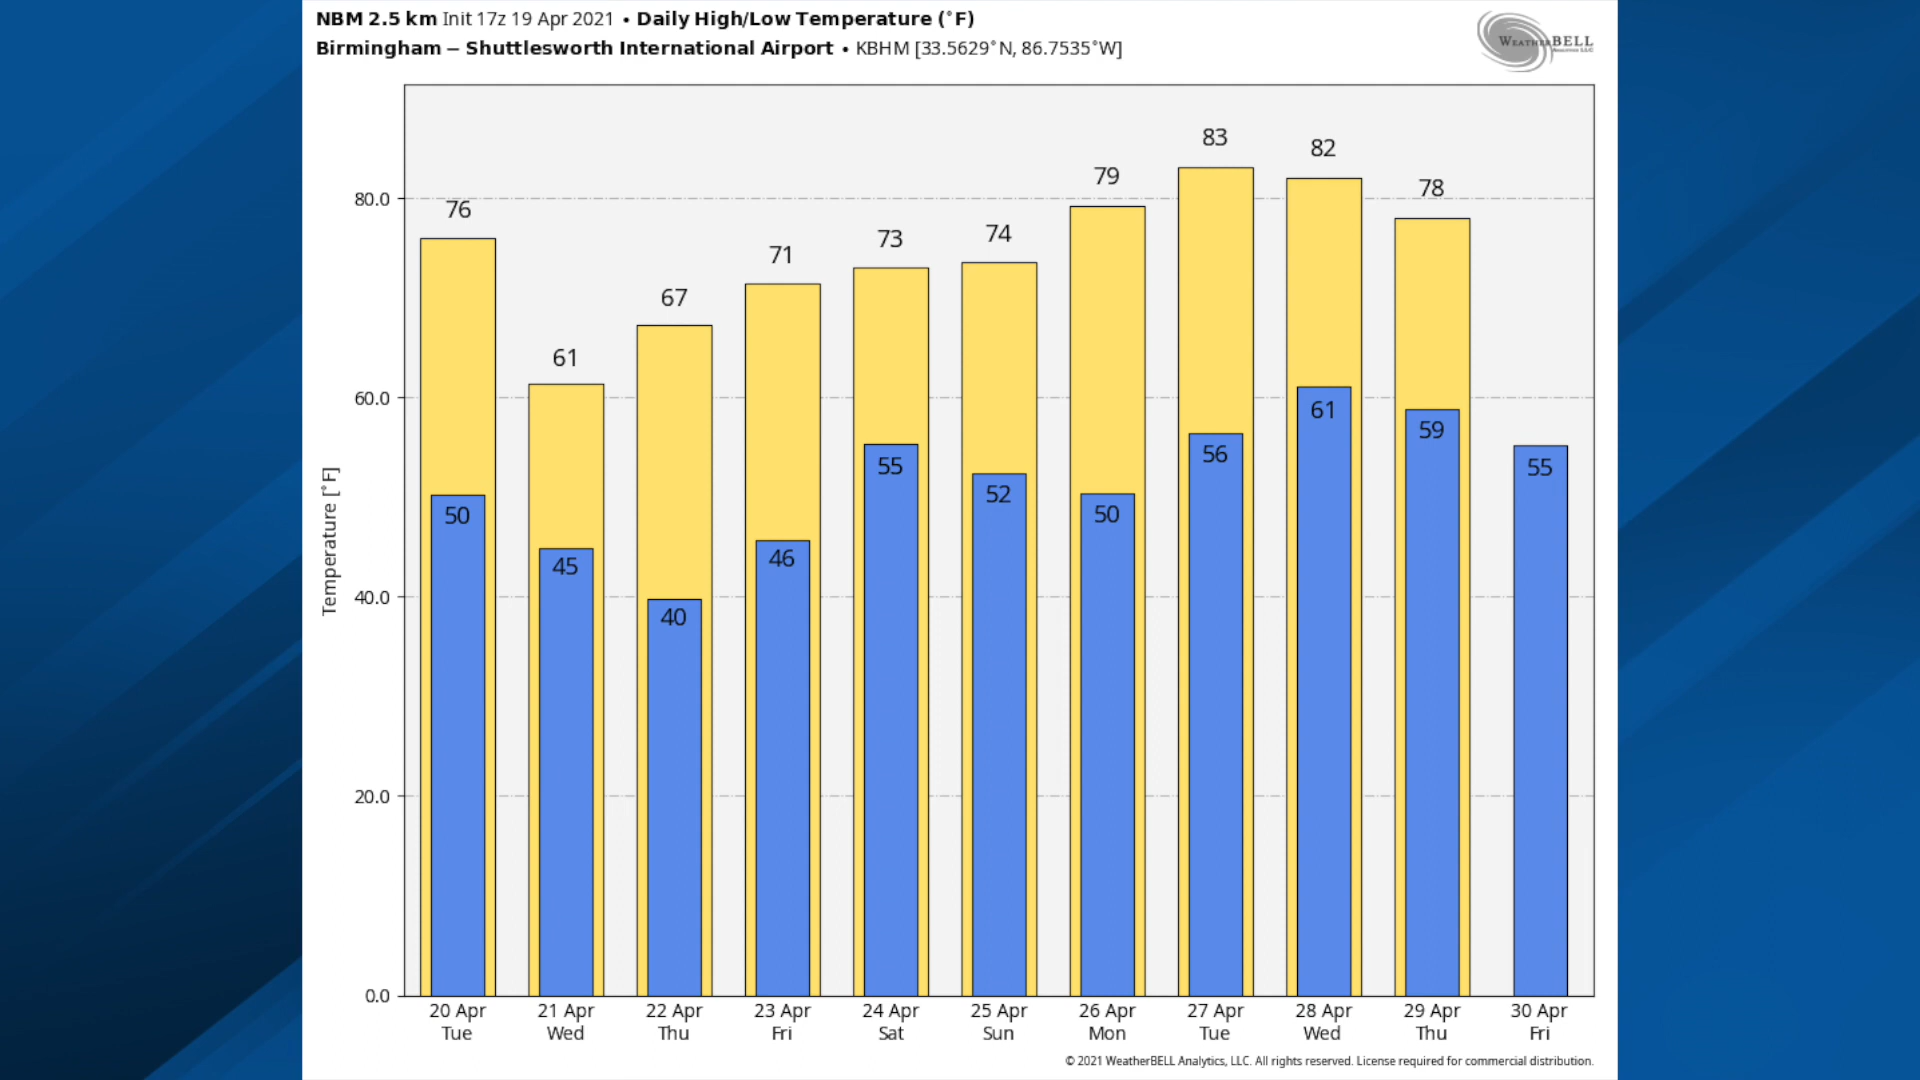 NBM 2.5 km Init 17z 19 Apr 2021 • Daily High/Low Temperature (°F)
Birmingham – Shuttlesworth International Airport • KBHM [33.5629°N, 86.7535°W]
WEATHERBELL
Temperature [°F]
80.0
60.0
40.0
20.0
0.0
76 61 67 71 73 74 79 83 82 78
50 45 40 46 55 52 50 56 61 59 55
20 Apr 21 Apr 22 Apr 23 Apr 24 Apr 25 Apr 26 Apr 27 Apr 28 Apr 29 Apr 30 Apr
Tue Wed Thu Fri Sat Sun Mon Tue Wed Thu Fri
© 2021 WeatherBELL Analytics, LLC. All rights reserved. License required for commercial distribution.